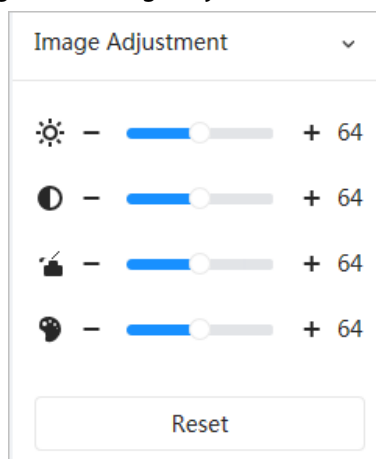 Image Adjustment
− + 64
− + 64
− + 64
− + 64
Reset